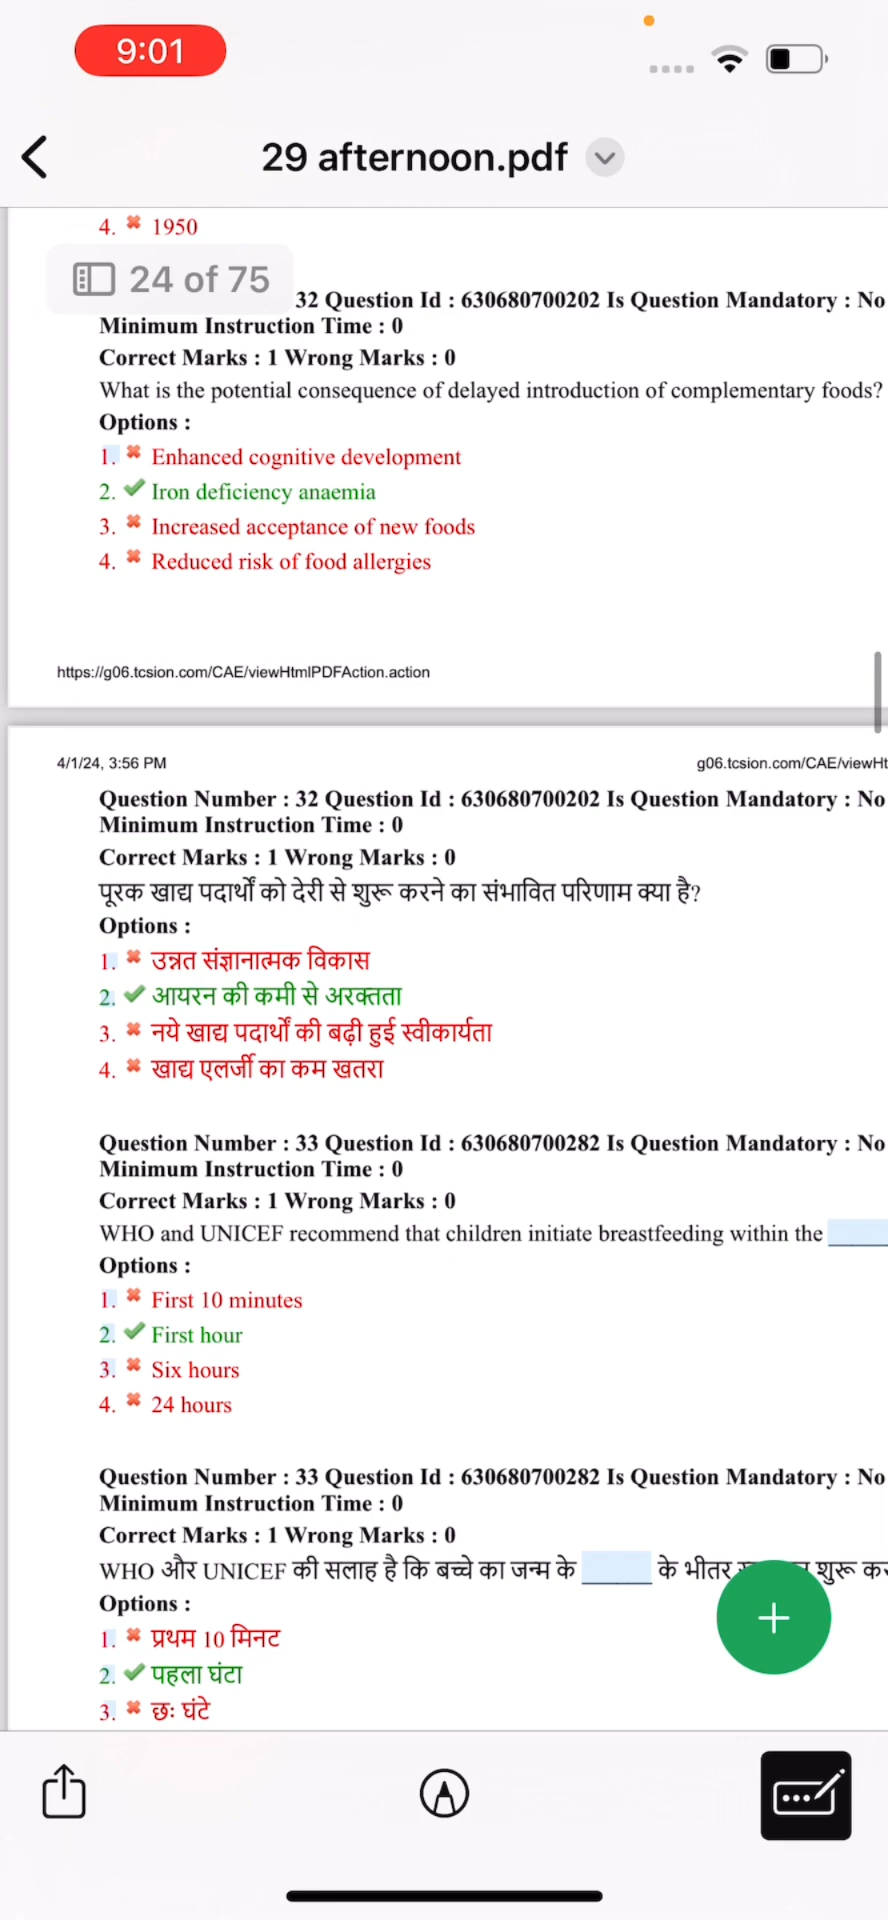 9:01
29 afternoon.pdf
4. 1950
24 of 75
32 Question Id : 630680700202 Is Question Mandatory : No
Minimum Instruction Time : 0
Correct Marks : 1 Wrong Marks : 0
What is the potential consequence of delayed introduction of complementary foods?
Options :
1. Enhanced cognitive development
2. Iron deficiency anaemia
3. Increased acceptance of new foods
4. Reduced risk of food allergies
https://g06.tcsion.com/CAE/viewHtmlPDFAction.action
4/1/24, 3:56 PM
g06.tcsion.com/CAE/viewHt
Question Number : 32 Question Id : 630680700202 Is Question Mandatory : No
Minimum Instruction Time : 0
Correct Marks : 1 Wrong Marks : 0
पूरक खाद्य पदार्थों को देरी से शुरू करने का संभावित परिणाम क्या है?
Options :
1. उन्नत संज्ञानात्मक विकास
2. आयरन की कमी से अरक्तता
3. नये खाद्य पदार्थों की बढ़ी हुई स्वीकार्यता
4. खाद्य एलर्जी का कम खतरा
Question Number : 33 Question Id : 630680700282 Is Question Mandatory : No
Minimum Instruction Time : 0
Correct Marks : 1 Wrong Marks : 0
WHO and UNICEF recommend that children initiate breastfeeding within the
Options :
1. First 10 minutes
2. First hour
3. Six hours
4. 24 hours
Question Number : 33 Question Id : 630680700282 Is Question Mandatory : No
Minimum Instruction Time : 0
Correct Marks : 1 Wrong Marks : 0
WHO और UNICEF की सलाह है कि बच्चे का जन्म के ______ के भीतर शुरू
Options :
1. प्रथम 10 मिनट
2. पहला घंटा
3. छः घंटे